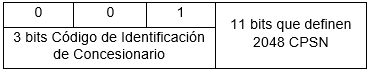 0 0 1
3 bits Código de Identificación
de Concesionario
11 bits que definen
2048 CPSN